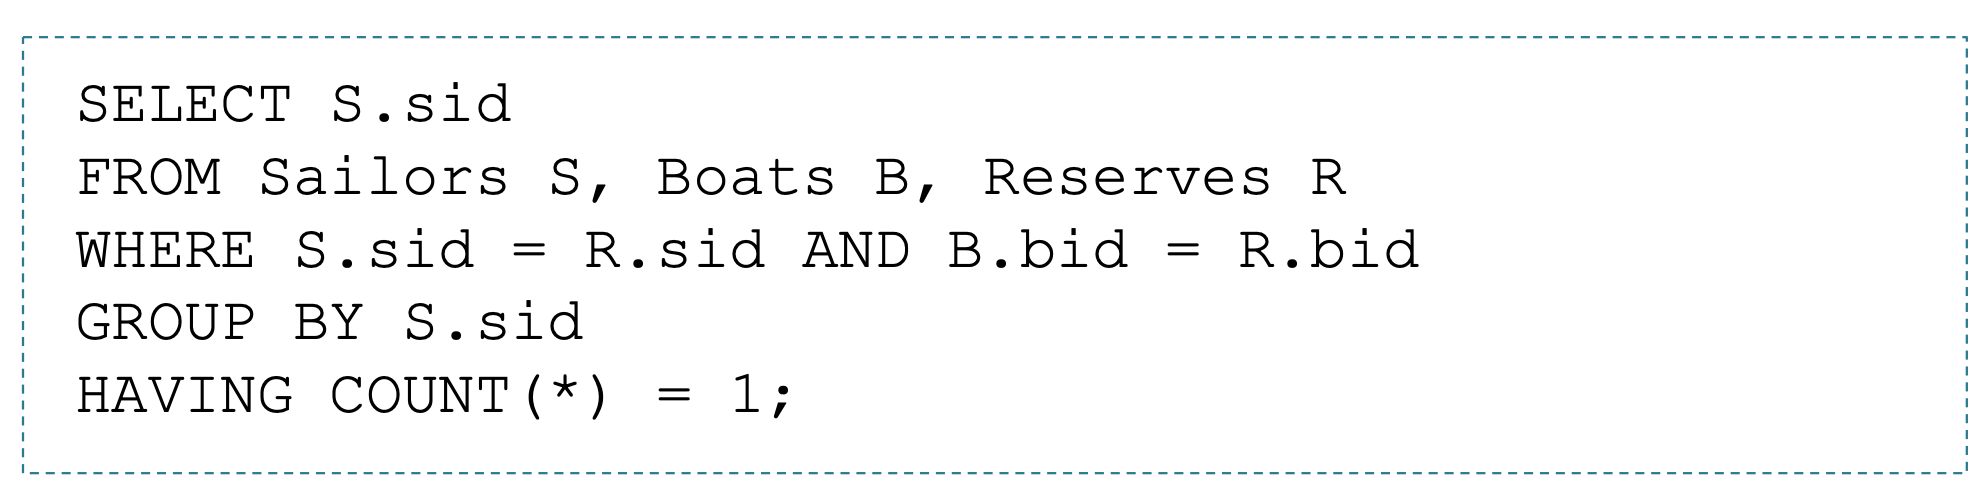 SELECT S.sid
FROM Sailors S, Boats B, Reserves R
WHERE S.sid = R.sid AND B.bid = R.bid
GROUP BY S.sid
HAVING COUNT(*) = 1;